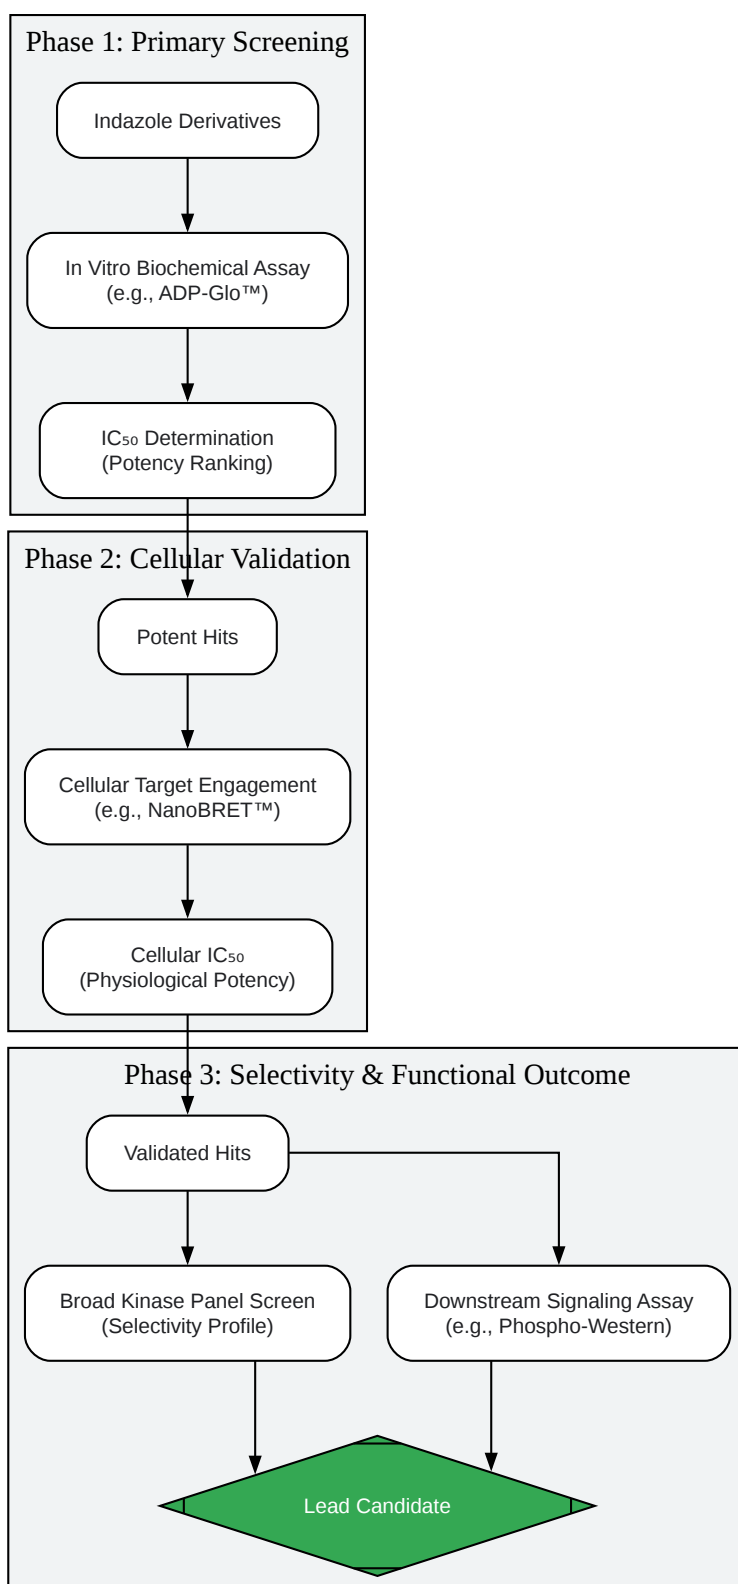 Phase 1: Primary Screening
Indazole Derivatives
In Vitro Biochemical Assay
(e.g., ADP-Glo™)
IC₅₀ Determination
(Potency Ranking)
Phase 2: Cellular Validation
Potent Hits
Cellular Target Engagement
(e.g., NanoBRET™)
Cellular IC₅₀
(Physiological Potency)
Phase 3: Selectivity & Functional Outcome
Validated Hits
Broad Kinase Panel Screen
(Selectivity Profile)
Downstream Signaling Assay
(e.g., Phospho-Western)
Lead Candidate